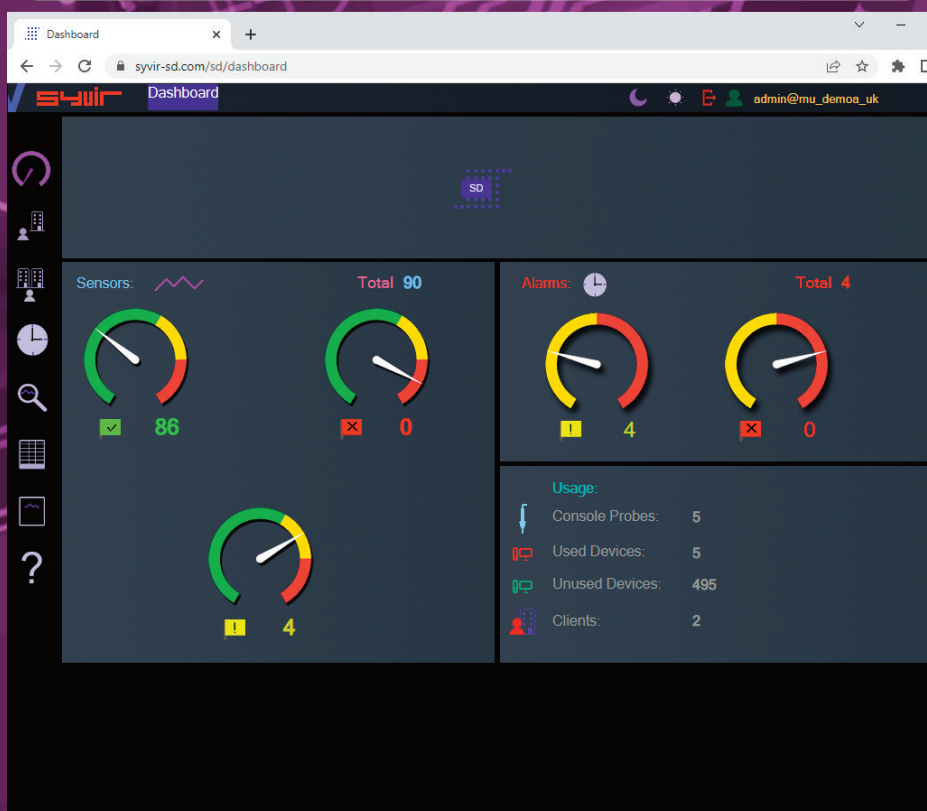 Dashboard
syvir-sd.com/sd/dashboard
syvir
Dashboard
admin@mu_demoa_uk
SD
Sensors:
Total 90
86
0
4
Alarms:
Total 4
4
0
Usage:
Console Probes: 5
Used Devices: 5
Unused Devices: 495
Clients: 2